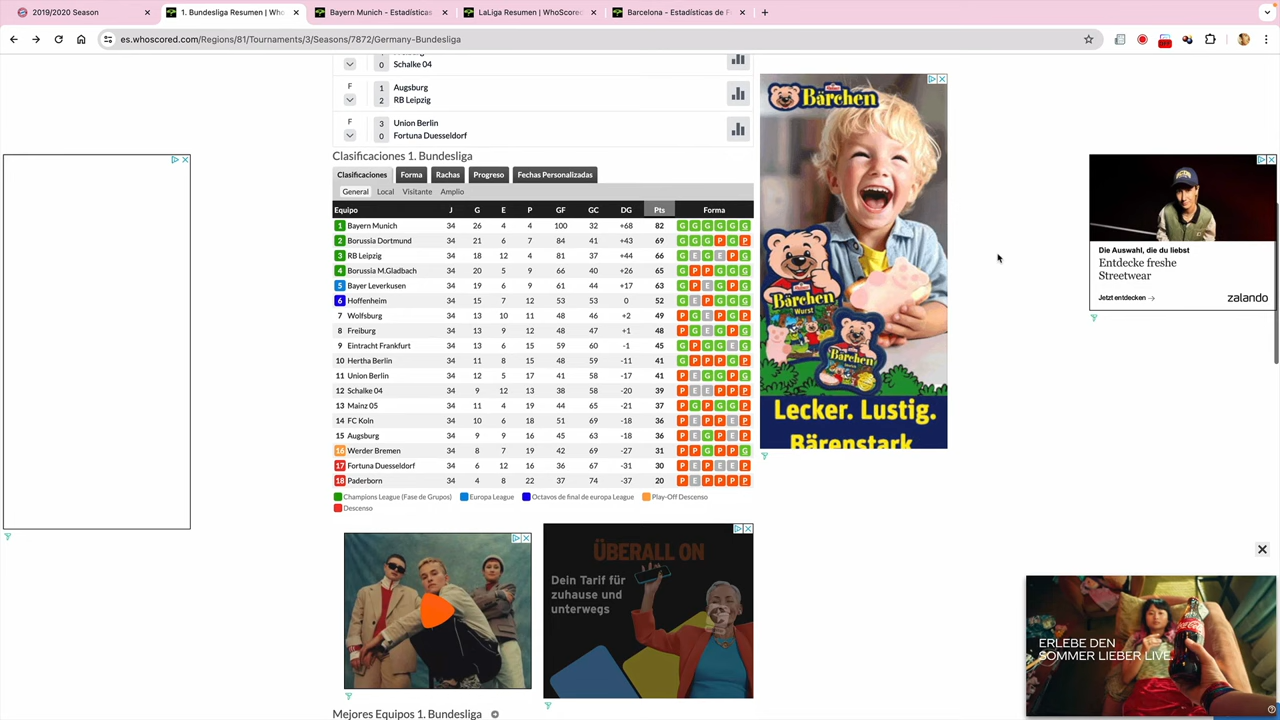 2019/2020 Season
1. Bundesliga Resumen | Who
Bayern Munich - Estadísticas
LaLiga Resumen | WhoScored
Barcelona - Estadísticas de F
es.whoscored.com/Regions/81/Tournaments/3/Seasons/7872/Germany-Bundesliga
0 Schalke 04
F 1 Augsburg
2 RB Leipzig
F 3 Union Berlin
0 Fortuna Duesseldorf
Clasificaciones 1. Bundesliga
Clasificaciones Forma Rachas Progreso Fechas Personalizadas
General Local Visitante Amplio
Equipo J G E P GF GC DG Pts Forma
1 Bayern Munich 34 26 4 4 100 32 +68 82 G G G G G G
2 Borussia Dortmund 34 21 6 7 84 41 +43 69 G G G P G P
3 RB Leipzig 34 18 12 4 81 37 +44 66 G E G E P G
4 Borussia M.Gladbach 34 20 5 9 66 40 +26 65 G P P G G G
5 Bayer Leverkusen 34 19 6 9 61 44 +17 63 G P E G P G
6 Hoffenheim 34 15 7 12 53 53 0 52 G E P G G G
7 Wolfsburg 34 13 10 11 48 46 +2 49 P G E P G P
8 Freiburg 34 13 9 12 48 47 +1 48 P G E G P G
9 Eintracht Frankfurt 34 13 6 15 59 60 -1 45 G P G G E G
10 Hertha Berlin 34 11 8 15 48 59 -11 41 G P P P G P
11 Union Berlin 34 12 5 17 41 58 -17 41 P E G G P G
12 Schalke 04 34 9 12 13 38 58 -20 39 P E E P P P
13 Mainz 05 34 11 4 19 44 65 -21 37 P G P G G P
14 FC Koln 34 10 6 18 51 69 -18 36 P E P P E P
15 Augsburg 34 9 9 16 45 63 -18 36 P E G P E P
16 Werder Bremen 34 8 7 19 42 69 -27 31 P P G P P G
17 Fortuna Duesseldorf 34 6 12 16 36 67 -31 30 P E P E E P
18 Paderborn 34 4 8 22 37 74 -37 20 P E P P P P
Champions League (Fase de Grupos) Europa League Octavos de final de europa League Play-Off Descenso
Descenso
Bärchen
Bärchen
Wurst
Bärchen
Lecker. Lustig.
Bärenstark
Die Auswahl, die du liebst
Entdecke freshe
Streetwear
Jetzt entdecken →
zalando
ÜBERALL ON
Dein Tarif für
zuhause und
unterwegs
ERLEBE DEN
SOMMER LIEBER LIVE.
Mejores Equipos 1. Bundesliga